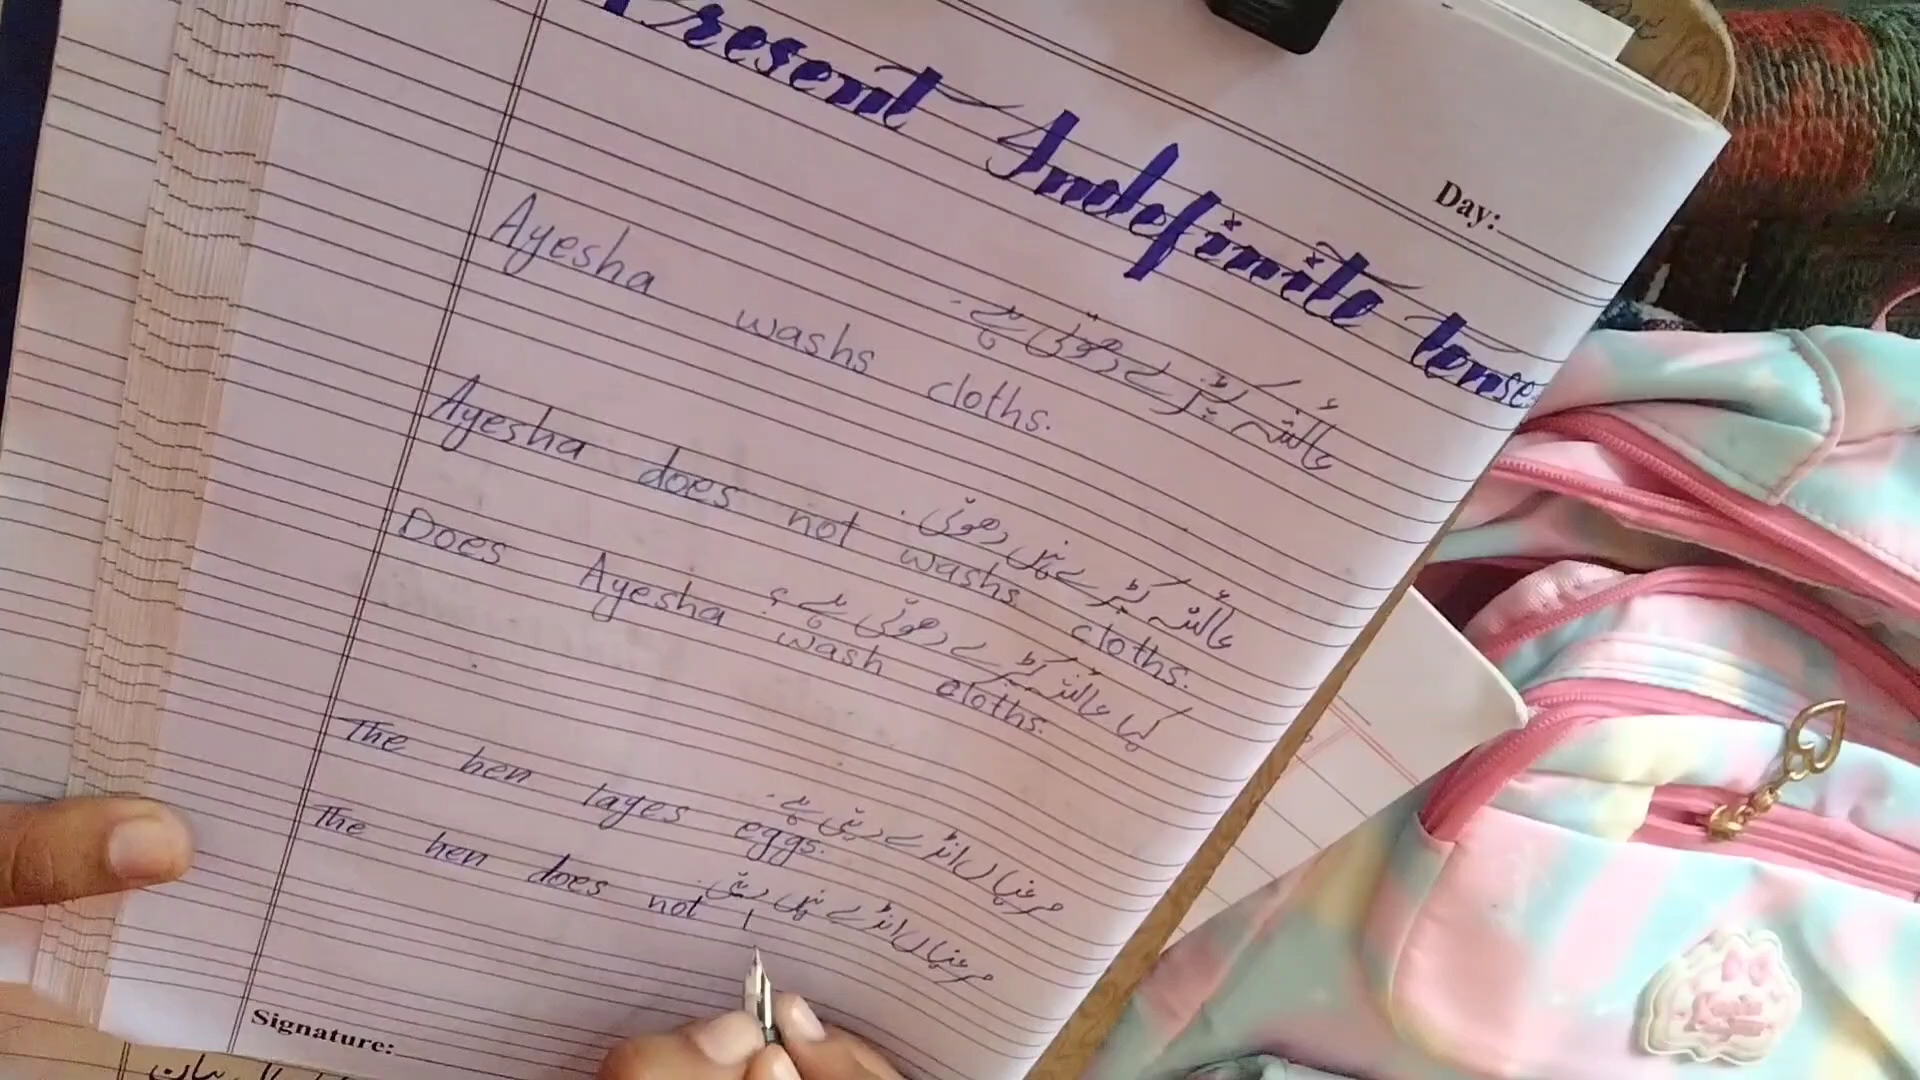 Present Indefinite tense
Day:
عائشہ کپڑے دھوتی ہے۔
Ayesha washs cloths.
عائشہ کپڑے نہیں دھوتی۔
Ayesha does not washs cloths.
کیا عائشہ کپڑے دھوتی ہے؟
Does Ayesha wash cloths.
مرغیاں انڈے دیتی ہے۔
The hen layes eggs.
مرغیاں انڈے نہیں دیتی۔
The hen does not l
Signature: